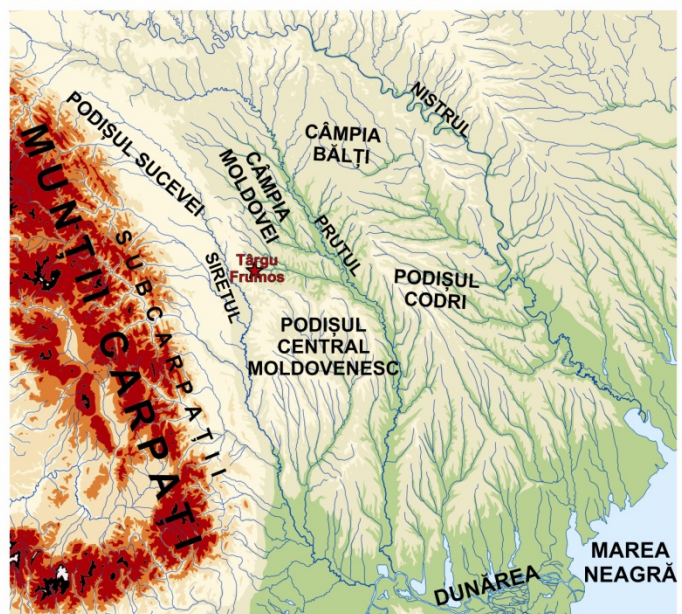 PODIȘUL SUCEVEI
NISTRUL
CÂMPIA
BĂLȚI
CÂMPIA
MOLDOVEI
MUNȚII CARPAȚI
SUBCARPAȚII
PRUTUL
Târgu
Frumos
SIRETUL
PODIȘUL
CODRI
PODIȘUL
CENTRAL
MOLDOVENESC
MAREA
NEAGRĂ
DUNĂREA